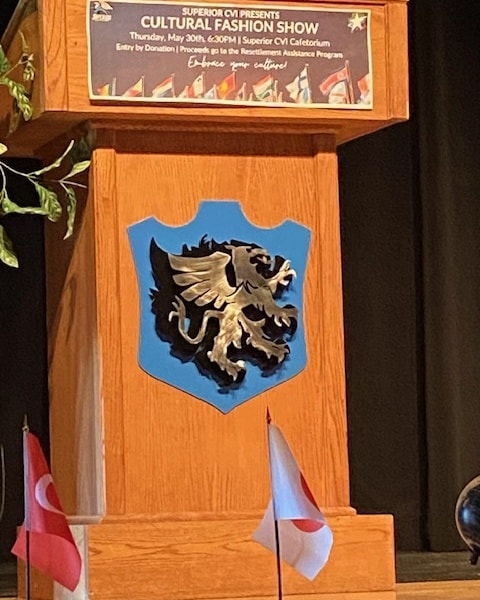 SUPERIOR CVI PRESENTS
CULTURAL FASHION SHOW
Thursday, May 30th, 6:30PM | Superior CVI Cafetorium
Entry by Donation | Proceeds go to the Resettlement Assistance Program
Embrace your culture!